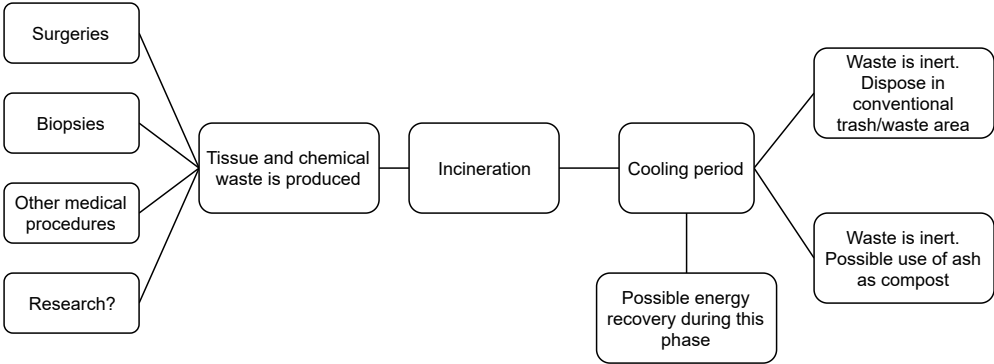 Surgeries
Biopsies
Other medical
procedures
Research?
Tissue and chemical
waste is produced
Incineration
Cooling period
Possible energy
recovery during this
phase
Waste is inert.
Dispose in
conventional
trash/waste area
Waste is inert.
Possible use of ash
as compost